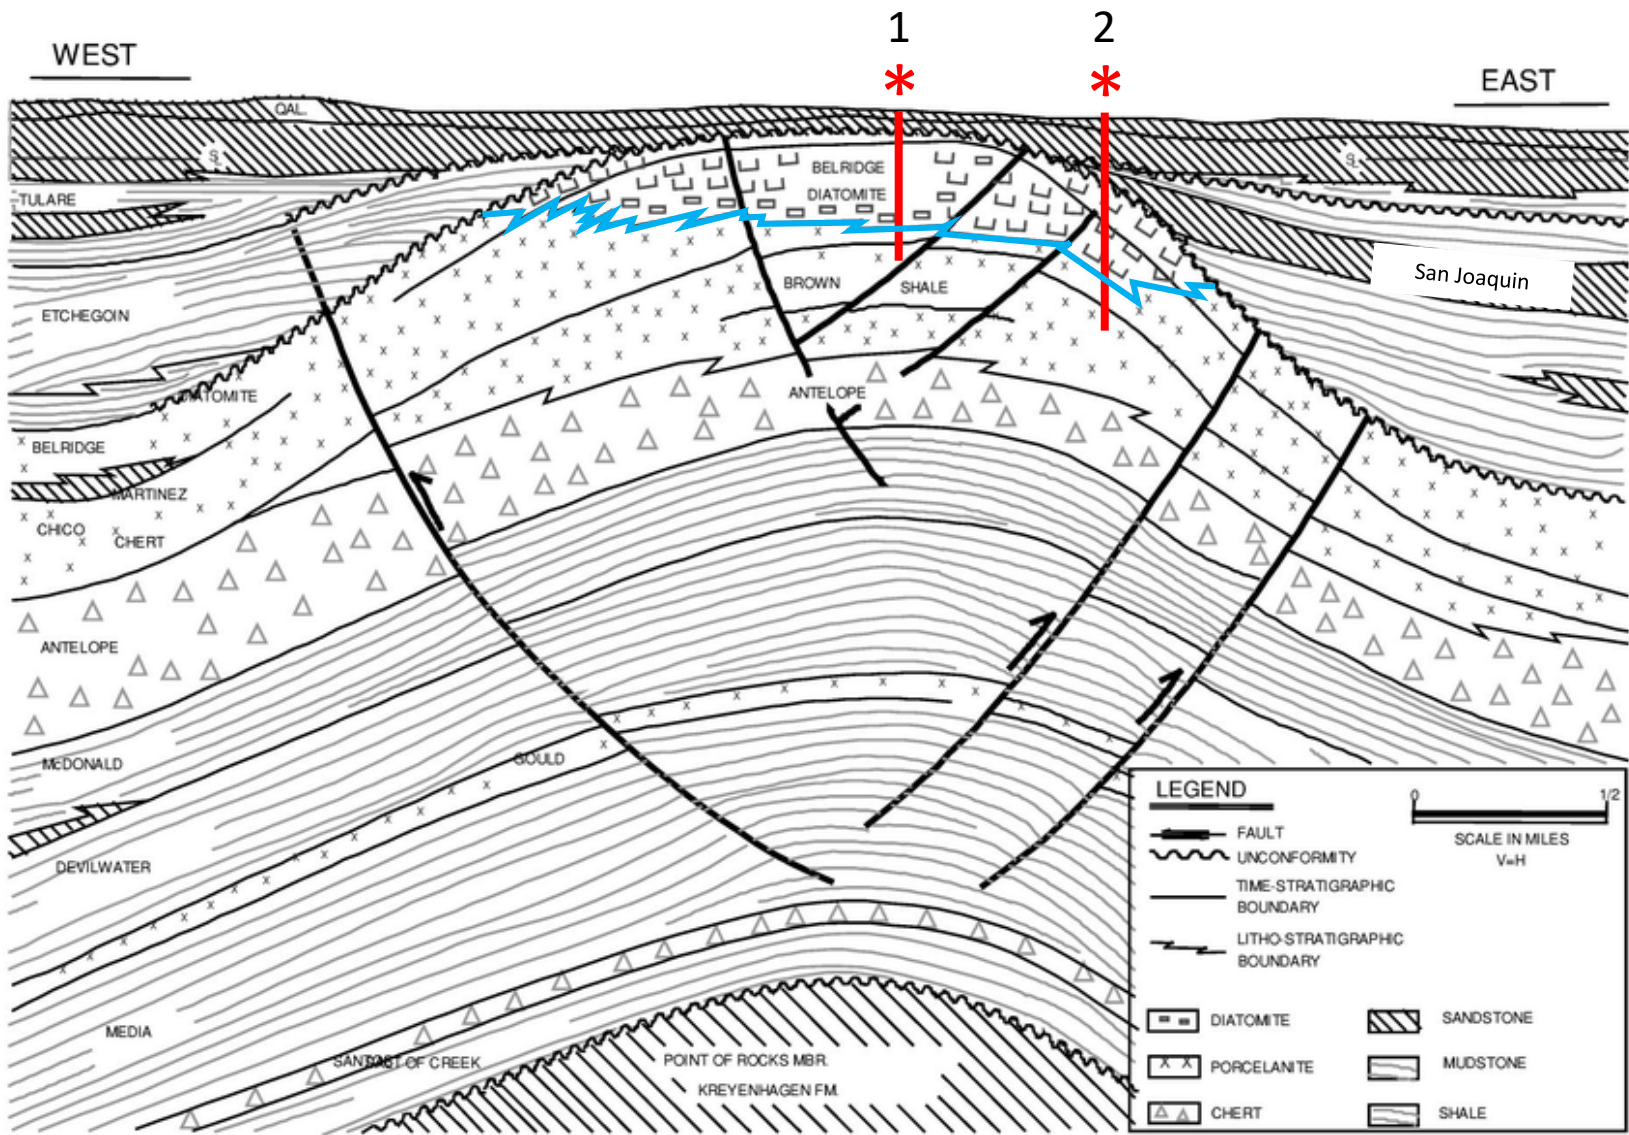 1
2
WEST
EAST
QAL.
TULARE
BELRIDGE
DIATOMITE
San Joaquin
ETCHEGOIN
BROWN
SHALE
DIATOMITE
ANTELOPE
BELRIDGE
MARTINEZ
CHICO
CHERT
ANTELOPE
McDONALD
GOULD
DEVILWATER
MEDIA
OF CREEK
POINT OF ROCKS MBR.
KREYENHAGEN FM.
LEGEND
0
1/2
FAULT
SCALE IN MILES
UNCONFORMITY
V=H
TIME-STRATIGRAPHIC
BOUNDARY
LITHO-STRATIGRAPHIC
BOUNDARY
DIATOMITE
SANDSTONE
PORCELANITE
MUDSTONE
CHERT
SHALE